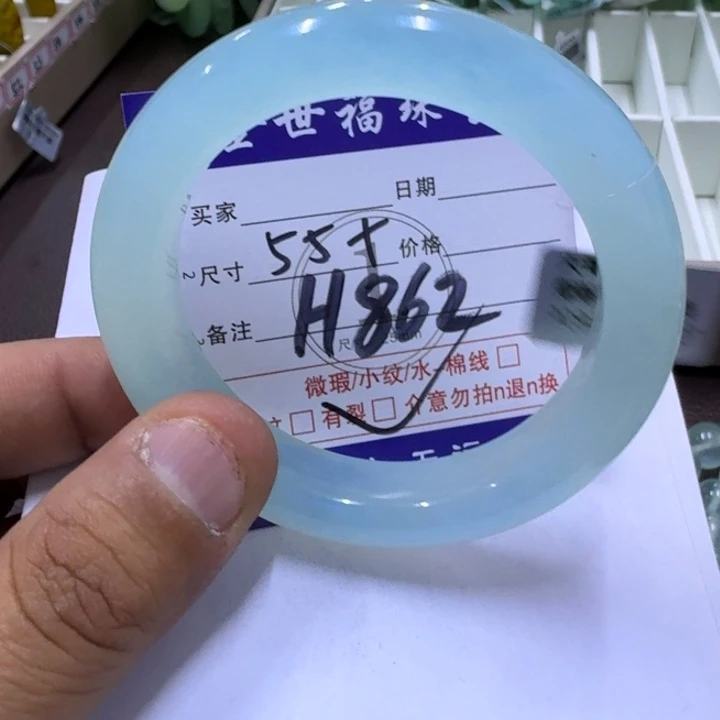 世福珠
日期
买家
尺寸 55+ 价格
H862
备注
微瑕/小纹/水 棉线 □
□ 有裂 □ 介意勿拍n退n换